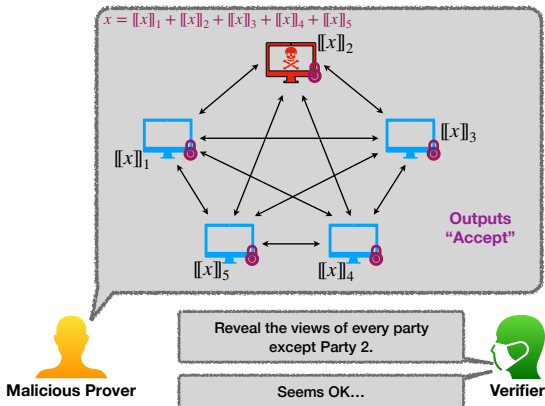 x = ⟦x⟧₁ + ⟦x⟧₂ + ⟦x⟧₃ + ⟦x⟧₄ + ⟦x⟧₅
⟦x⟧₂
⟦x⟧₁
⟦x⟧₃
Outputs
“Accept”
⟦x⟧₅
⟦x⟧₄
Reveal the views of every party
except Party 2.
Malicious Prover
Seems OK…
Verifier